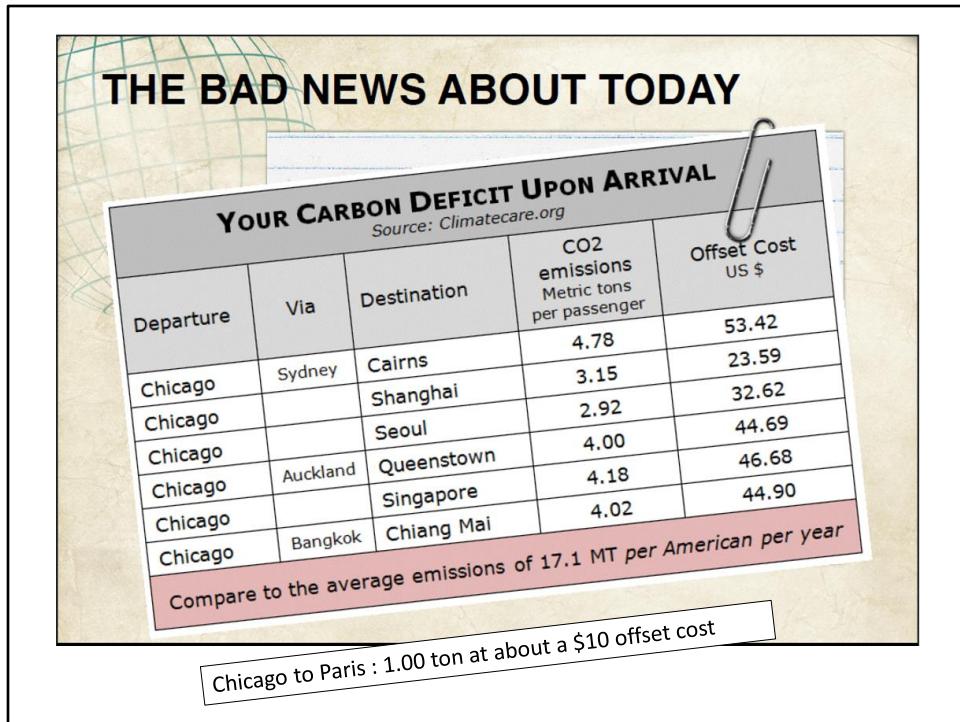 THE BAD NEWS ABOUT TODAY
YOUR CARBON DEFICIT UPON ARRIVAL
Source: Climatecare.org
Departure Via Destination CO2 emissions Metric tons per passenger Offset Cost US $
Chicago Sydney Cairns 4.78 53.42
Chicago Shanghai 3.15 23.59
Chicago Seoul 2.92 32.62
Chicago Auckland Queenstown 4.00 44.69
Chicago Singapore 4.18 46.68
Chicago Bangkok Chiang Mai 4.02 44.90
Compare to the average emissions of 17.1 MT per American per year
Chicago to Paris : 1.00 ton at about a $10 offset cost